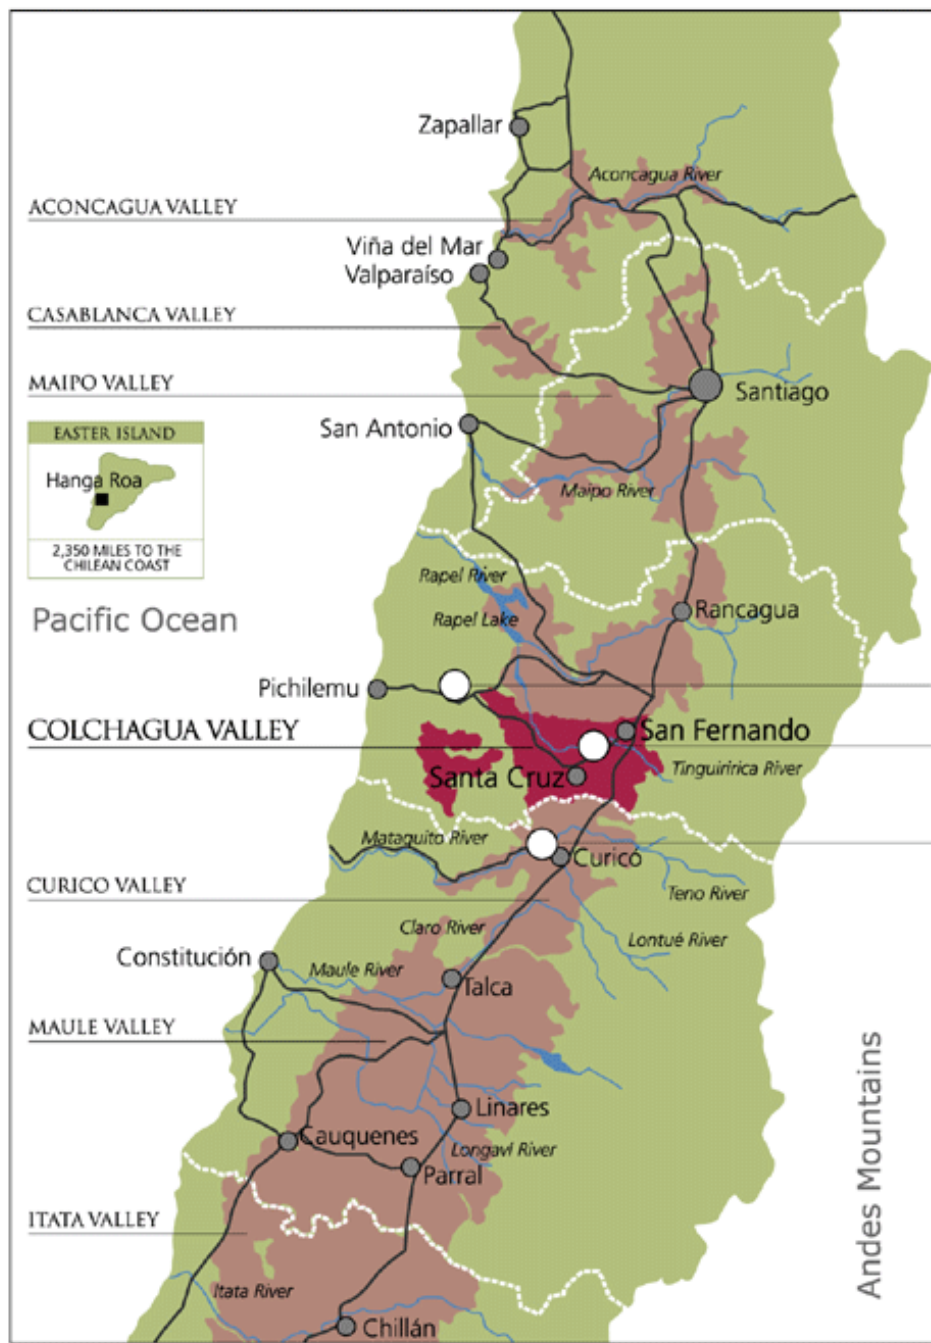 Zapallar
Aconcagua River
ACONCAGUA VALLEY
Viña del Mar
Valparaíso
CASABLANCA VALLEY
MAIPO VALLEY
Santiago
San Antonio
EASTER ISLAND
Hanga Roa
2,350 MILES TO THE
CHILEAN COAST
Maipo River
Rapel River
Rapel Lake
Rancagua
Pacific Ocean
Pichilemu
COLCHAGUA VALLEY
San Fernando
Tinguiririca River
Santa Cruz
Mataquito River
Curicó
CURICO VALLEY
Teno River
Claro River
Lontué River
Constitución
Maule River
Talca
MAULE VALLEY
Andes Mountains
Linares
Cauquenes
Longaví River
Parral
ITATA VALLEY
Itata River
Chillán